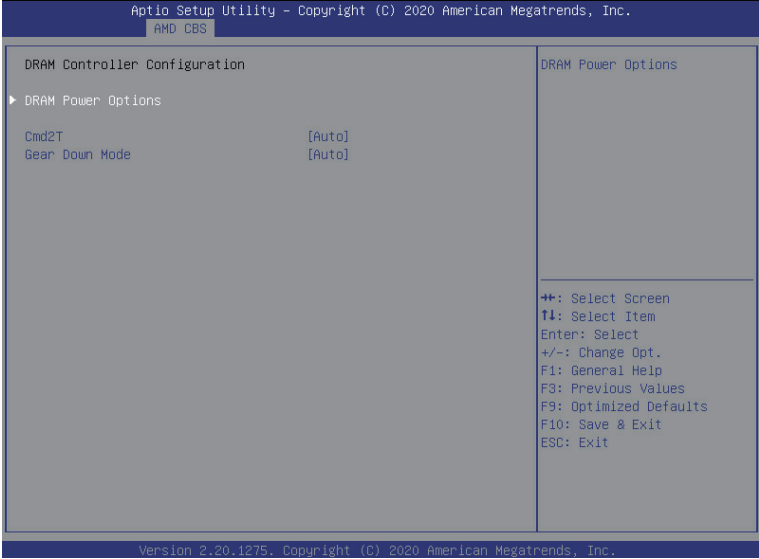 Aptio Setup Utility – Copyright (C) 2020 American Megatrends, Inc.
AMD CBS
DRAM Controller Configuration
DRAM Power Options
Cmd2T [Auto]
Gear Down Mode [Auto]
DRAM Power Options
→←: Select Screen
↑↓: Select Item
Enter: Select
+/-: Change Opt.
F1: General Help
F3: Previous Values
F9: Optimized Defaults
F10: Save & Exit
ESC: Exit
Version 2.20.1275. Copyright (C) 2020 American Megatrends, Inc.